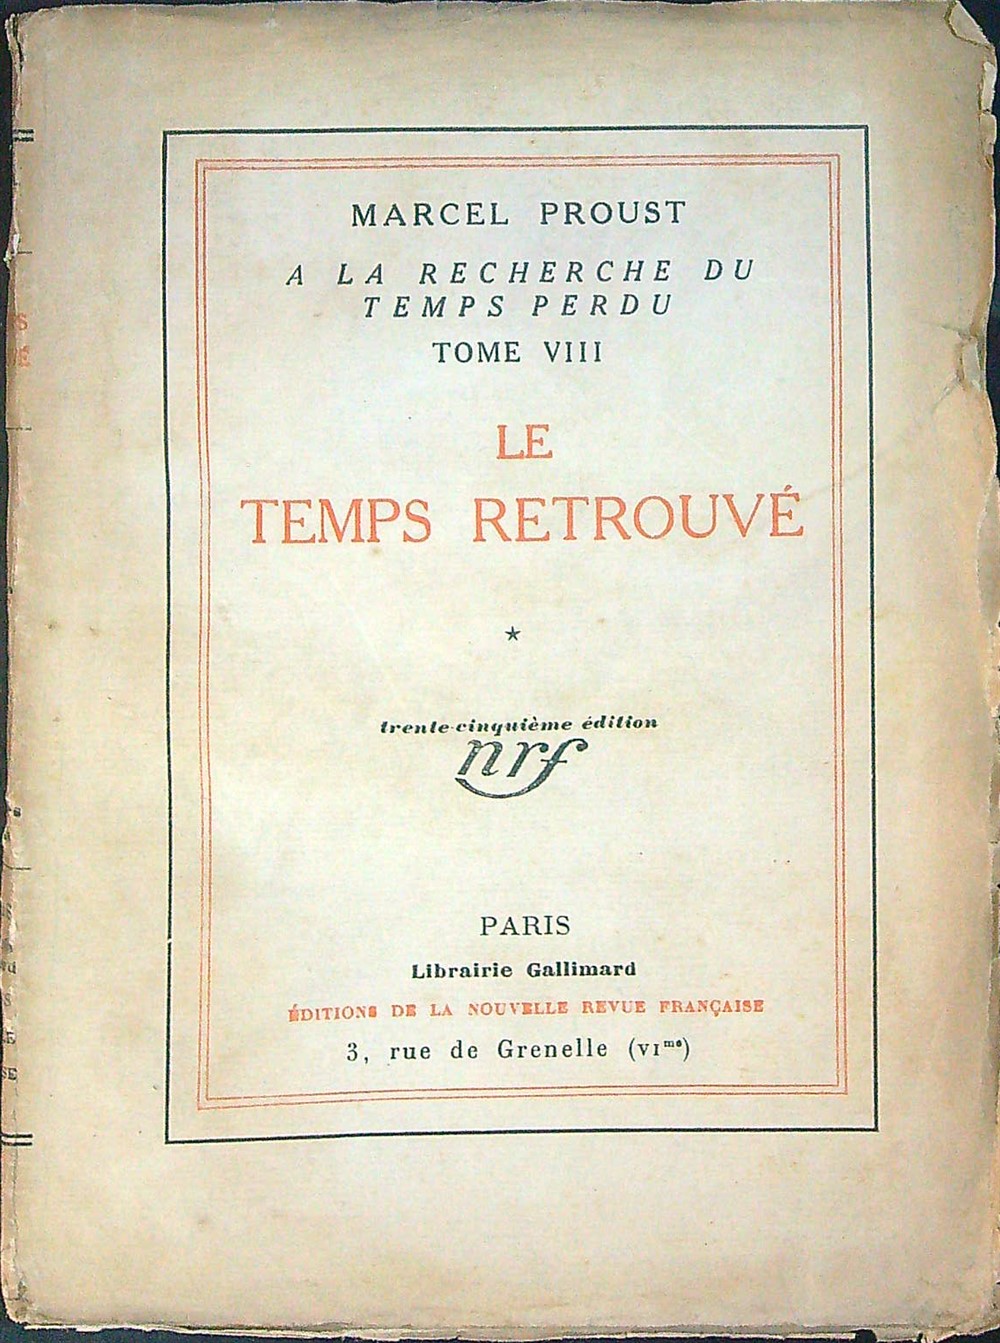 MARCEL PROUST
A LA RECHERCHE DU
TEMPS PERDU
TOME VIII
LE
TEMPS RETROUVÉ
*
trente-cinquième édition
nrf
PARIS
Librairie Gallimard
ÉDITIONS DE LA NOUVELLE REVUE FRANÇAISE
3, rue de Grenelle (VIme)